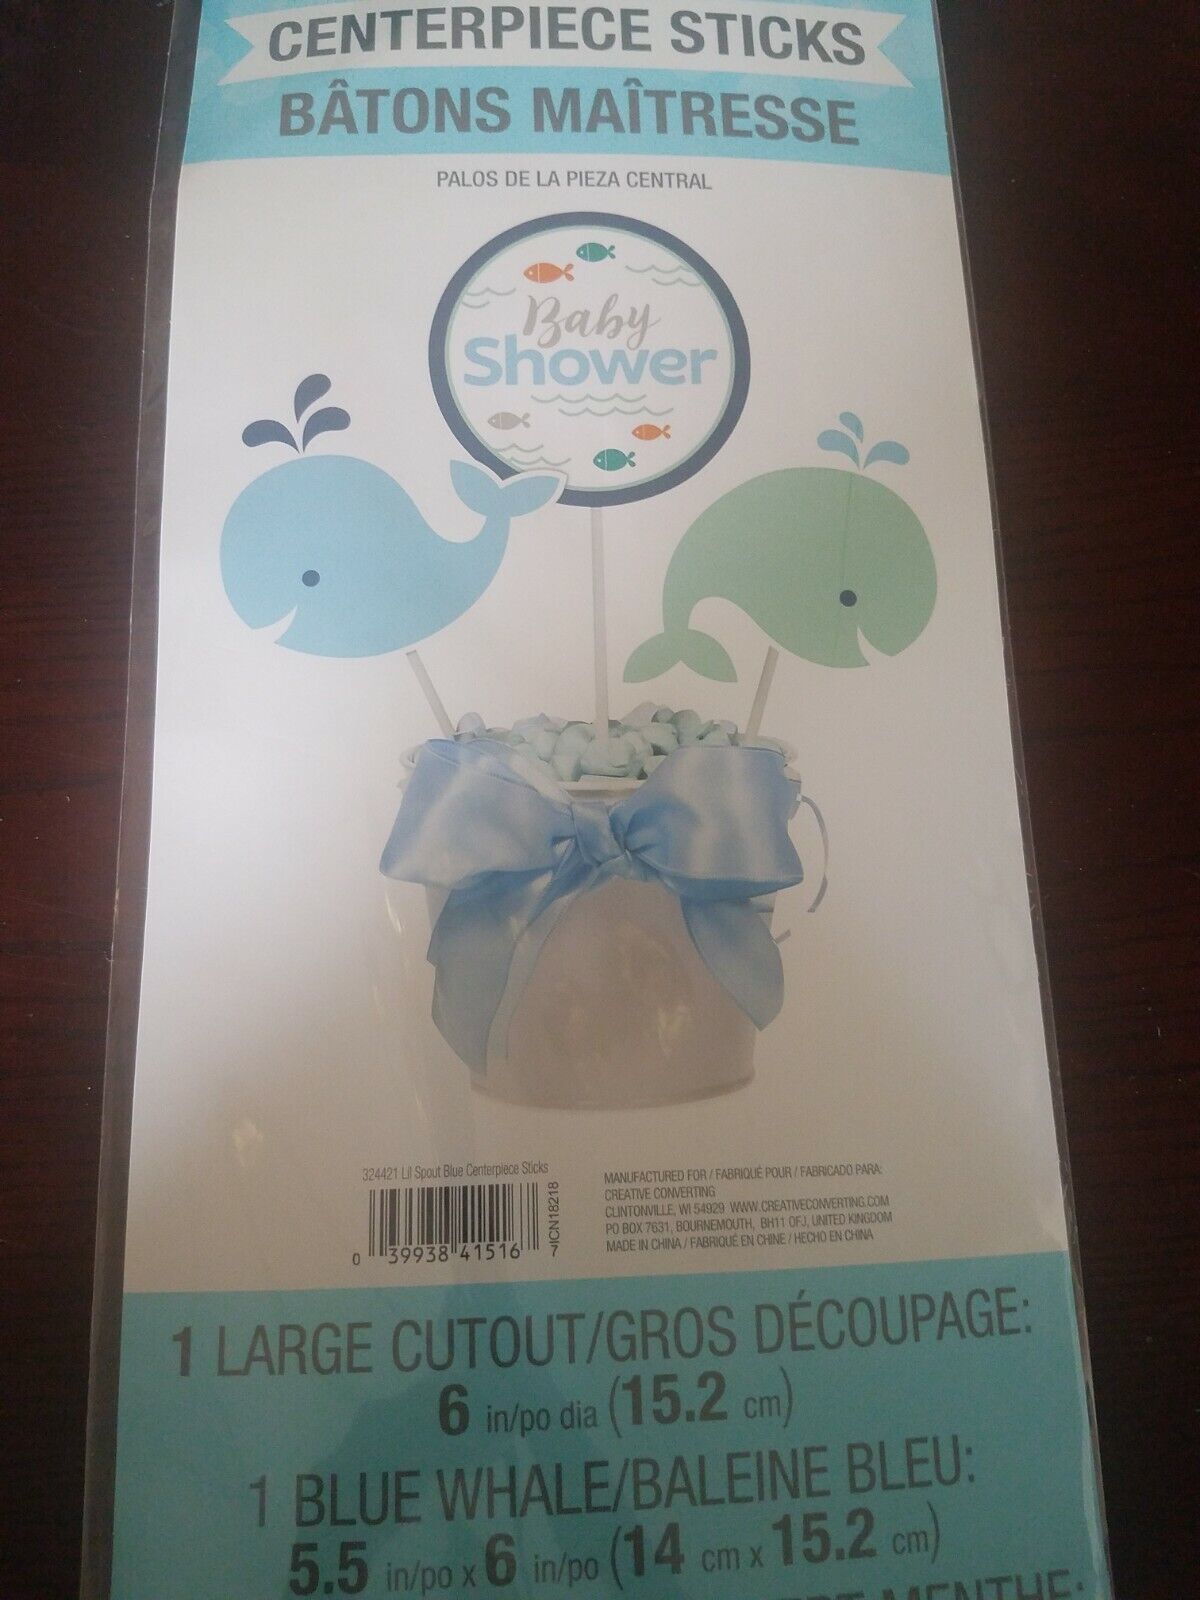 CENTERPIECE STICKS
BÂTONS MAÎTRESSE
PALOS DE LA PIEZA CENTRAL
Baby
Shower
324421 Lil Spout Blue Centerpiece Sticks
0 39938 41516 7
ICN18218
MANUFACTURED FOR / FABRIQUÉ POUR / FABRICADO PARA:
CREATIVE CONVERTING
CLINTONVILLE, WI 54929 WWW.CREATIVECONVERTING.COM
PO BOX 7631, BOURNEMOUTH, BH11 0FJ, UNITED KINGDOM
MADE IN CHINA / FABRIQUÉ EN CHINE / HECHO EN CHINA
1 LARGE CUTOUT/GROS DÉCOUPAGE:
6 in/po dia (15.2 cm)
1 BLUE WHALE/BALEINE BLEU:
5.5 in/po x 6 in/po (14 cm x 15.2 cm)
MENTHE: